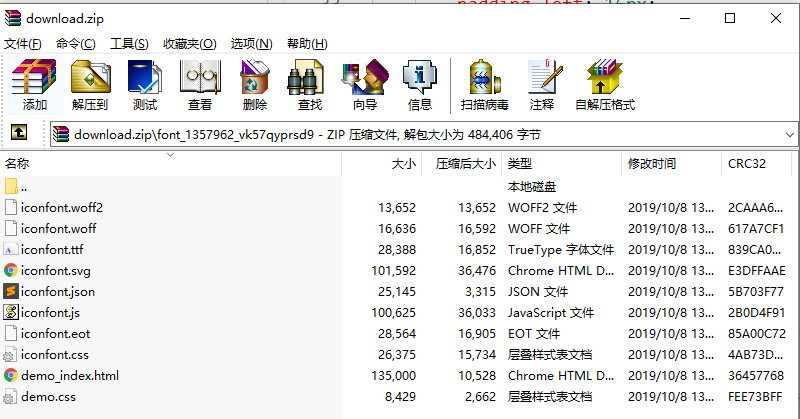 padding-left: 16px;
download.zip
文件(F) 命令(C) 工具(S) 收藏夹(O) 选项(N) 帮助(H)
添加 解压到 测试 查看 删除 查找 向导 信息 扫描病毒 注释 自解压格式
download.zip\font_1357962_vk57qyprsd9 - ZIP 压缩文件, 解包大小为 484,406 字节
名称 大小 压缩后大小 类型 修改时间 CRC32
.. 本地磁盘
iconfont.woff2 13,652 13,652 WOFF2 文件 2019/10/8 13... 2CAAA6...
iconfont.woff 16,636 16,592 WOFF 文件 2019/10/8 13... 617A7CF1
iconfont.ttf 28,388 16,852 TrueType 字体文件 2019/10/8 13... 839CA0...
iconfont.svg 101,592 36,476 Chrome HTML D... 2019/10/8 13... E3DFFAAE
iconfont.json 25,145 3,315 JSON 文件 2019/10/8 13... 5B703F77
iconfont.js 100,625 36,033 JavaScript 文件 2019/10/8 13... 2B0D4F91
iconfont.eot 28,564 16,905 EOT 文件 2019/10/8 13... 85A00C72
iconfont.css 26,375 15,734 层叠样式表文档 2019/10/8 13... 4AB73D...
demo_index.html 135,000 10,528 Chrome HTML D... 2019/10/8 13... 36457768
demo.css 8,429 2,662 层叠样式表文档 2019/10/8 13... FEE73BFF